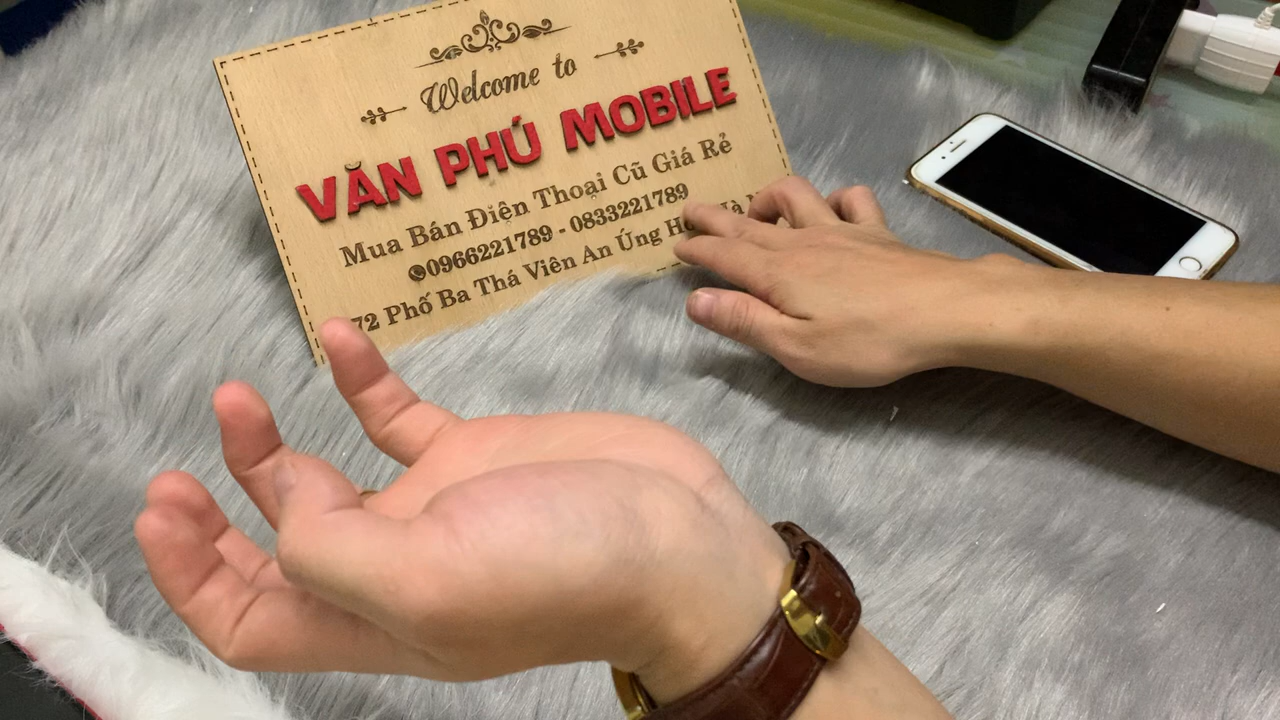 Welcome to
VĂN PHÚ MOBILE
Mua Bán Điện Thoại Cũ Giá Rẻ
0966221789 - 0833221789
72 Phố Ba Thá Viên An Ứng